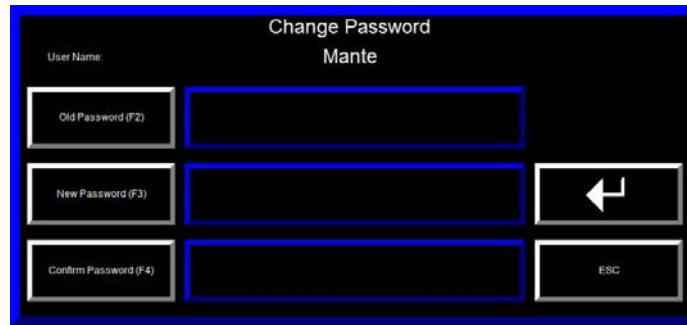 Change Password
User Name: Mante
Old Password (F2)
New Password (F3)
Confirm Password (F4)
ESC